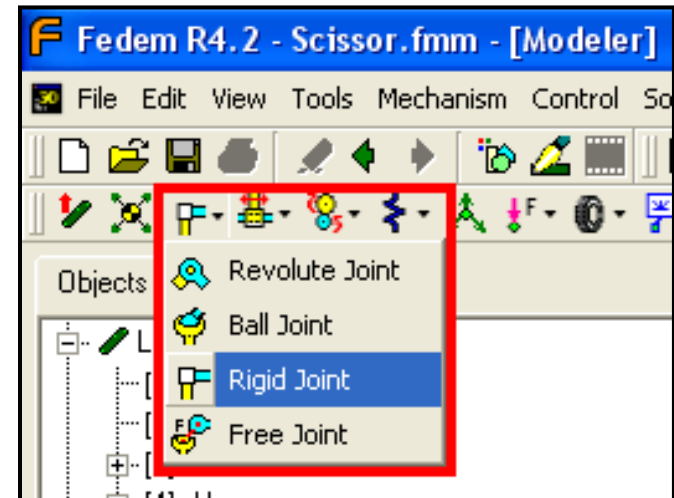 Fedem R4.2 - Scissor.fmm - [Modeler]
File Edit View Tools Mechanism Control So
F
Objects
Revolute Joint
Ball Joint
Rigid Joint
Free Joint
L